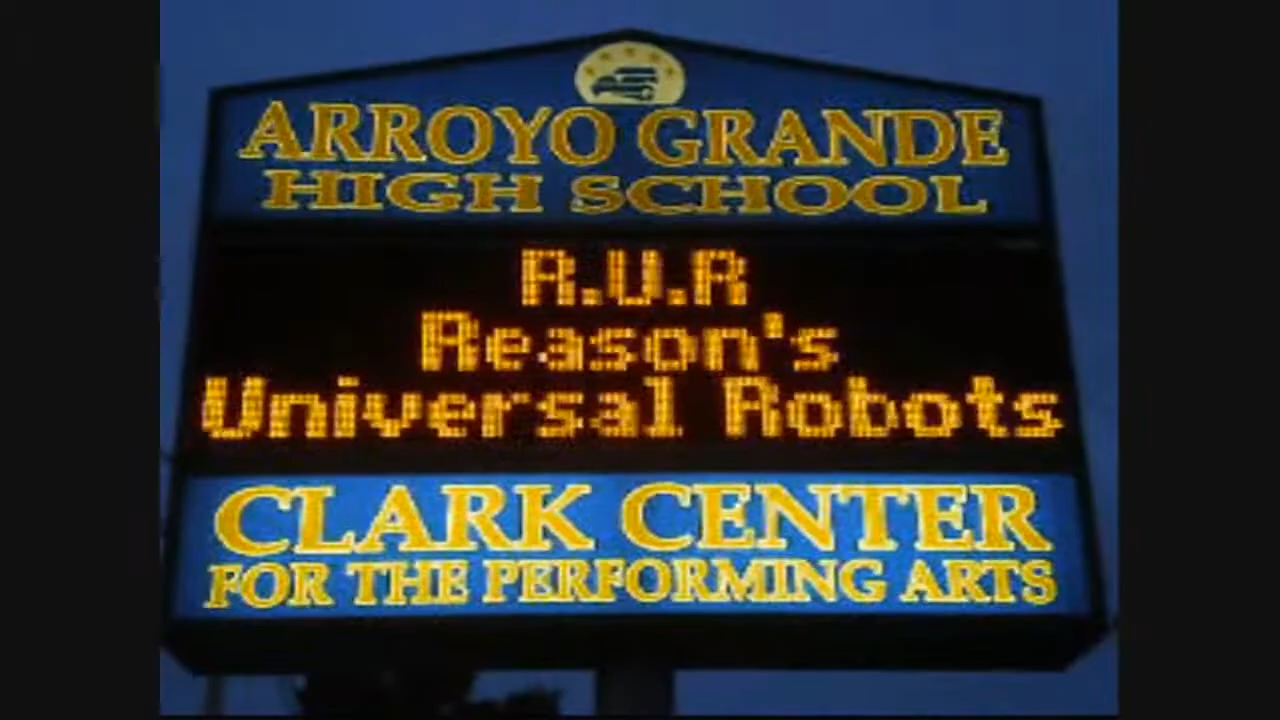 ARROYO GRANDE
HIGH SCHOOL
R.U.R
Reason's
Universal Robots
CLARK CENTER
FOR THE PERFORMING ARTS